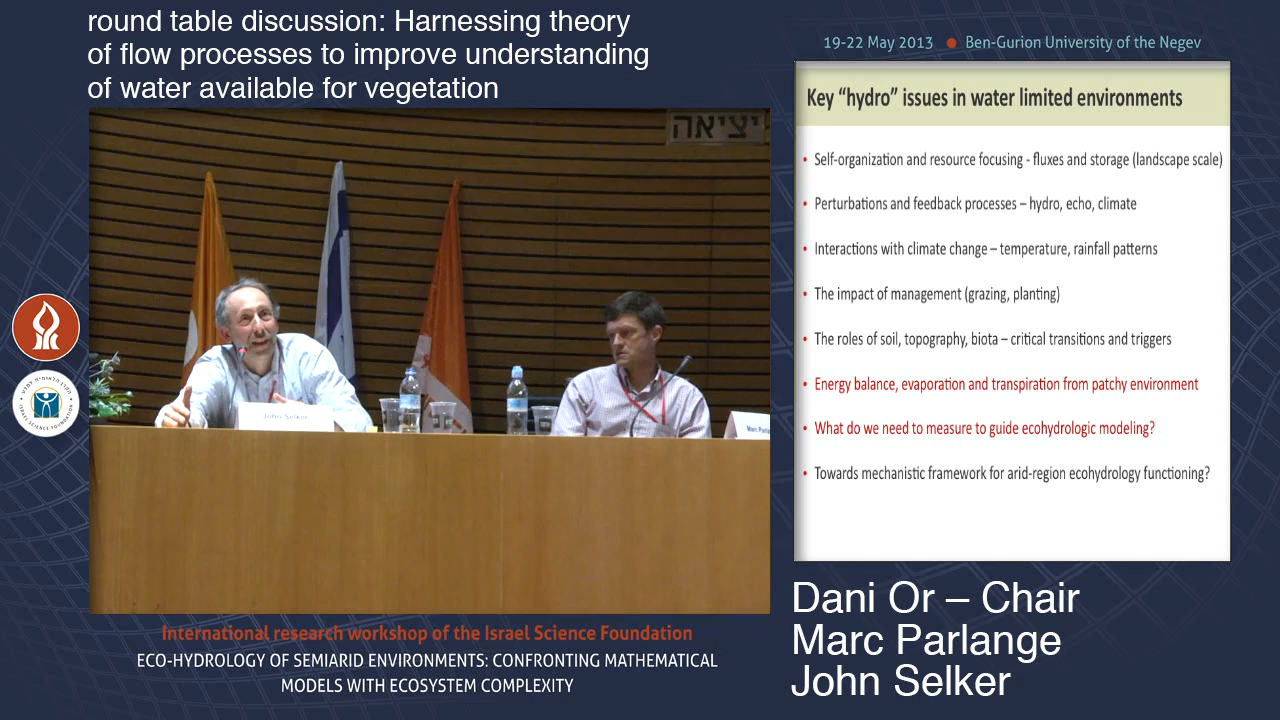 round table discussion: Harnessing theory
of flow processes to improve understanding
of water available for vegetation
19-22 May 2013 • Ben-Gurion University of the Negev
יציאה
John Selker
Marc Parla
Key “hydro” issues in water limited environments
• Self-organization and resource focusing - fluxes and storage (landscape scale)
• Perturbations and feedback processes – hydro, echo, climate
• Interactions with climate change – temperature, rainfall patterns
• The impact of management (grazing, planting)
• The roles of soil, topography, biota – critical transitions and triggers
• Energy balance, evaporation and transpiration from patchy environment
• What do we need to measure to guide ecohydrologic modeling?
• Towards mechanistic framework for arid-region ecohydrology functioning?
ISRAEL SCIENCE FOUNDATION
International research workshop of the Israel Science Foundation
ECO-HYDROLOGY OF SEMIARID ENVIRONMENTS: CONFRONTING MATHEMATICAL
MODELS WITH ECOSYSTEM COMPLEXITY
Dani Or – Chair
Marc Parlange
John Selker